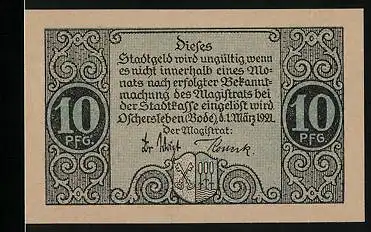 Dieses
Stadtgeld wird ungültig, wenn
es nicht innerhalb eines Mo-
nats nach erfolgter Bekannt-
machung des Magistrats bei
der Stadtkasse eingelöst wird.
Oschersleben (Bode), d. 1. März 1921.
Der Magistrat:
10
PFG.
10
PFG.